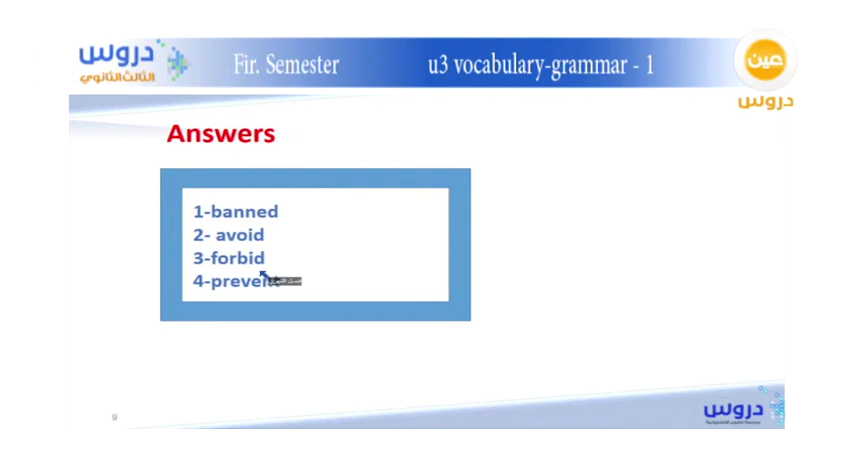 دروس
الثالث الثانوي
Fir. Semester
u3 vocabulary-grammar - 1
عين
دروس
Answers
1-banned
2- avoid
3-forbid
4-prevent
9
دروس